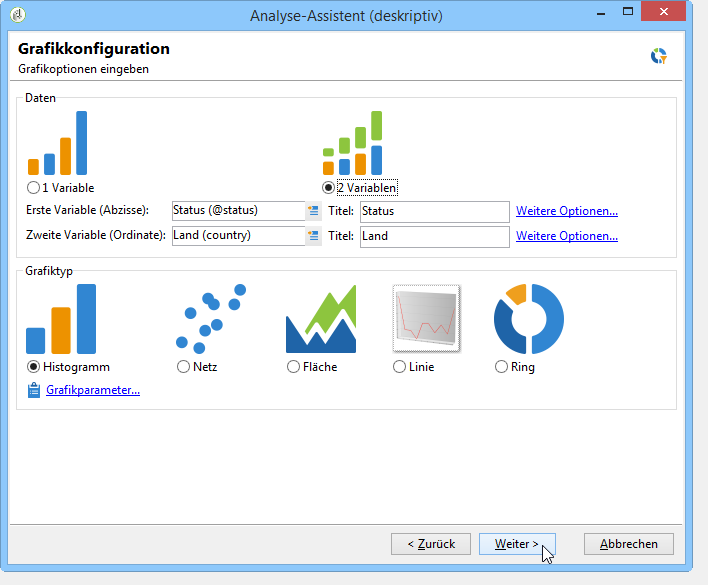 Analyse-Assistent (deskriptiv)
Grafikkonfiguration
Grafikoptionen eingeben
Daten
1 Variable 2 Variablen
Erste Variable (Abzisse): Status (@status) Titel: Status Weitere Optionen...
Zweite Variable (Ordinate): Land (country) Titel: Land Weitere Optionen...
Grafiktyp
Histogramm Netz Fläche Linie Ring
Grafikparameter...
< Zurück Weiter > Abbrechen